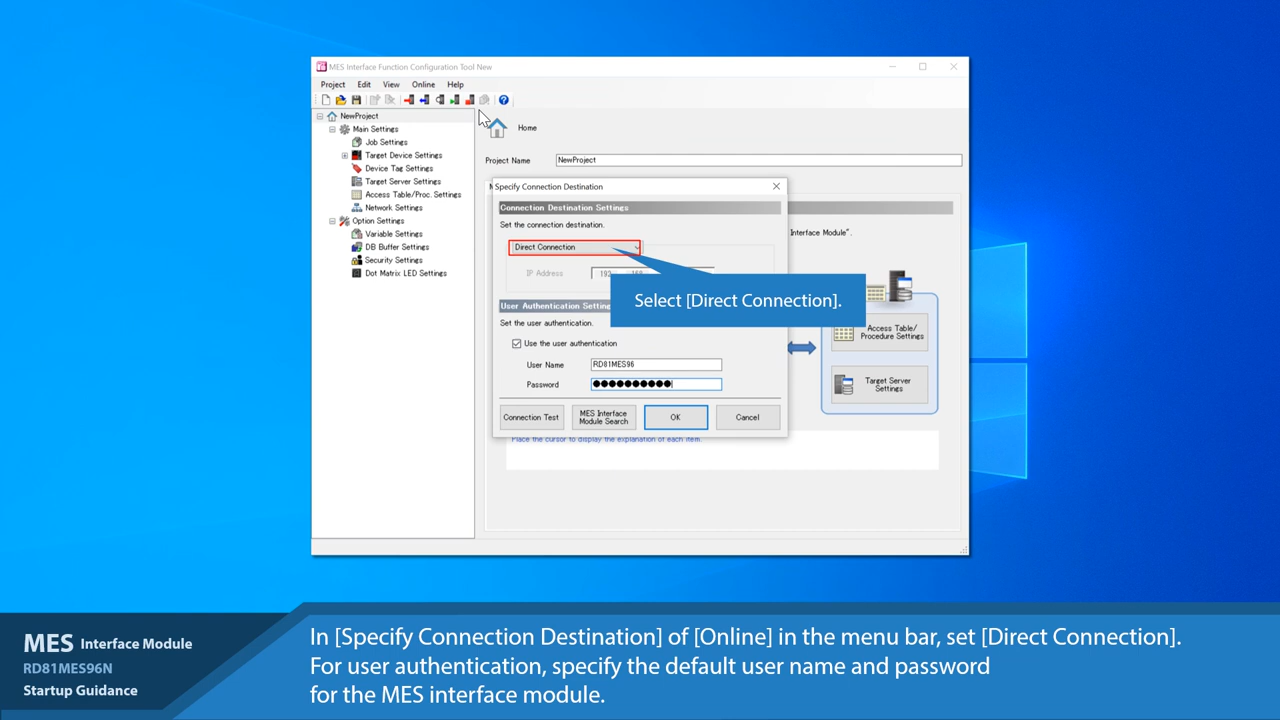 MES Interface Function Configuration Tool New
Project Edit View Online Help
NewProject
Main Settings
Job Settings
Target Device Settings
Device Tag Settings
Target Server Settings
Access Table/Proc. Settings
Network Settings
Option Settings
Variable Settings
DB Buffer Settings
Security Settings
Dot Matrix LED Settings
Home
Project Name NewProject
Specify Connection Destination
Connection Destination Settings
Set the connection destination.
Direct Connection
IP Address
Interface Module".
Select [Direct Connection].
User Authentication
Set the user authentication.
Use the user authentication
User Name RD81MES96
Password ●●●●●●●●●●
Connection Test
MES Interface
Module Search
OK
Cancel
Access Table/
Procedure Settings
Target Server
Settings
Place the cursor to display the explanation of each item.
MES Interface Module
RD81MES96N
Startup Guidance
In [Specify Connection Destination] of [Online] in the menu bar, set [Direct Connection].
For user authentication, specify the default user name and password
for the MES interface module.